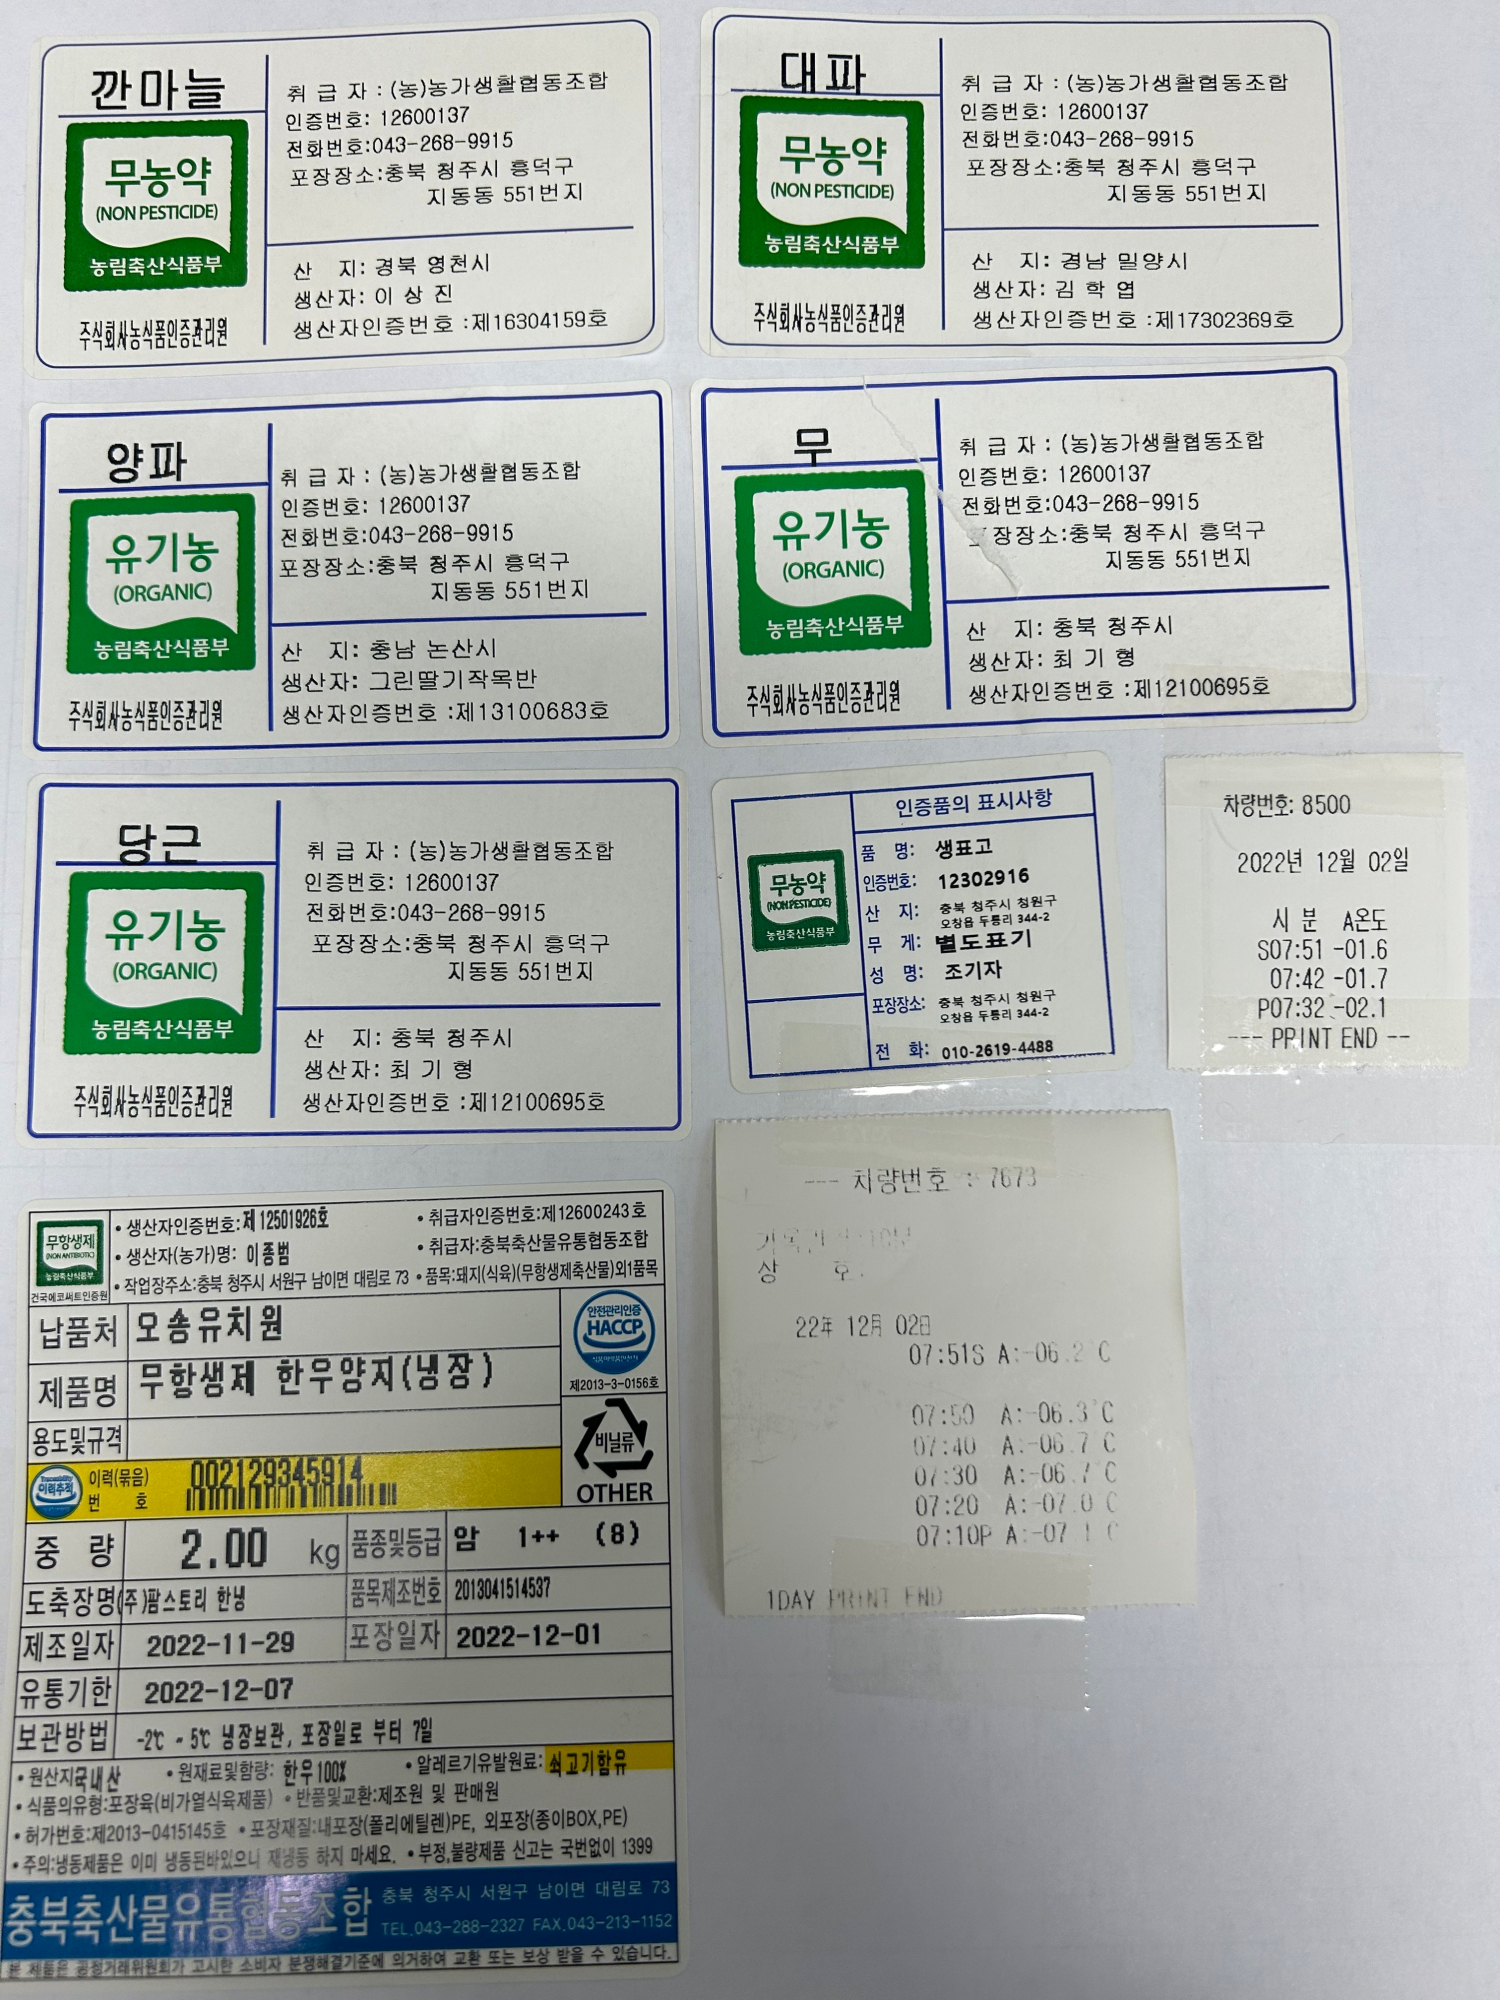 깐마늘
무농약
(NON PESTICIDE)
농림축산식품부
주식회사농식품인증관리원
취 급 자 : (농)농가생활협동조합
인증번호: 12600137
전화번호:043-268-9915
포장장소:충북 청주시 흥덕구
지동동 551번지
산 지: 경북 영천시
생산자: 이 상 진
생산자인증번호 :제16304159호
대파
무농약
(NON PESTICIDE)
농림축산식품부
주식회사농식품인증관리원
취 급 자 : (농)농가생활협동조합
인증번호: 12600137
전화번호:043-268-9915
포장장소:충북 청주시 흥덕구
지동동 551번지
산 지: 경남 밀양시
생산자: 김 학 엽
생산자인증번호 :제17302369호
양파
유기농
(ORGANIC)
농림축산식품부
주식회사농식품인증관리원
취 급 자 : (농)농가생활협동조합
인증번호: 12600137
전화번호:043-268-9915
포장장소:충북 청주시 흥덕구
지동동 551번지
산 지: 충남 논산시
생산자: 그린딸기작목반
생산자인증번호 :제13100683호
무
유기농
(ORGANIC)
농림축산식품부
주식회사농식품인증관리원
취 급 자 : (농)농가생활협동조합
인증번호: 12600137
전화번호:043-268-9915
포장장소:충북 청주시 흥덕구
지동동 551번지
산 지: 충북 청주시
생산자: 최 기 형
생산자인증번호 :제12100695호
당근
유기농
(ORGANIC)
농림축산식품부
주식회사농식품인증관리원
취 급 자 : (농)농가생활협동조합
인증번호: 12600137
전화번호:043-268-9915
포장장소:충북 청주시 흥덕구
지동동 551번지
산 지: 충북 청주시
생산자: 최 기 형
생산자인증번호 :제12100695호
무농약
(NON PESTICIDE)
농림축산식품부
인증품의 표시사항
품 명: 생표고
인증번호: 12302916
산 지: 충북 청주시 청원구
오창읍 두릉리 344-2
무 게: 별도표기
성 명: 조기자
포장장소: 충북 청주시 청원구
오창읍 두릉리 344-2
전 화: 010-2619-4488
차량번호: 8500
2022년 12월 02일
시 분 A온도
S07:51 -01.6
07:42 -01.7
P07:32 -02.1
--- PRINT END --
--- 차량번호 : 7673
상 호:
22年 12月 02日
07:51S A:-06.2 C
07:50 A:-06.3 C
07:40 A:-06.7 C
07:30 A:-06.7 C
07:20 A:-07.0 C
07:10P A:-07.1 C
1DAY PRINT END
무항생제
(NON ANTIBIOTIC)
농림축산식품부
건국에코써트인증원
• 생산자인증번호:제 12501926호
• 취급자인증번호:제12600243호
• 생산자(농가)명: 이종범
• 취급자:충북축산물유통협동조합
• 작업장주소:충북 청주시 서원구 남이면 대림로 73 • 품목:돼지(식육)(무항생제축산물)외1품목
납품처 오송유치원
제품명 무항생제 한우양지(냉장)
용도및규격
안전관리인증
HACCP
제2013-3-0156호
비닐류
OTHER
이력추적
이력(묶음)
번 호
002129345914
중 량 2.00 kg 품종및등급 암 1++ (8)
도축장명 (주)팜스토리 한냉 품목제조번호 2013041514537
제조일자 2022-11-29 포장일자 2022-12-01
유통기한 2022-12-07
보관방법 -2℃ ~ 5℃ 냉장보관, 포장일로 부터 7일
• 원산지국내산 • 원재료및함량: 한우100% • 알레르기유발원료: 쇠고기함유
• 식품의유형:포장육(비가열식육제품) • 반품및교환:제조원 및 판매원
• 허가번호:제2013-0415145호 • 포장재질:내포장(폴리에틸렌)PE, 외포장(종이BOX,PE)
• 주의:냉동제품은 이미 냉동된바있으니 재냉동 하지 마세요. • 부정,불량제품 신고는 국번없이 1399
충북축산물유통협동조합
충북 청주시 서원구 남이면 대림로 73
TEL.043-288-2327 FAX.043-213-1152
본 제품은 공정거래위원회가 고시한 소비자 분쟁해결기준에 의거하여 교환 또는 보상 받을 수 있습니다.